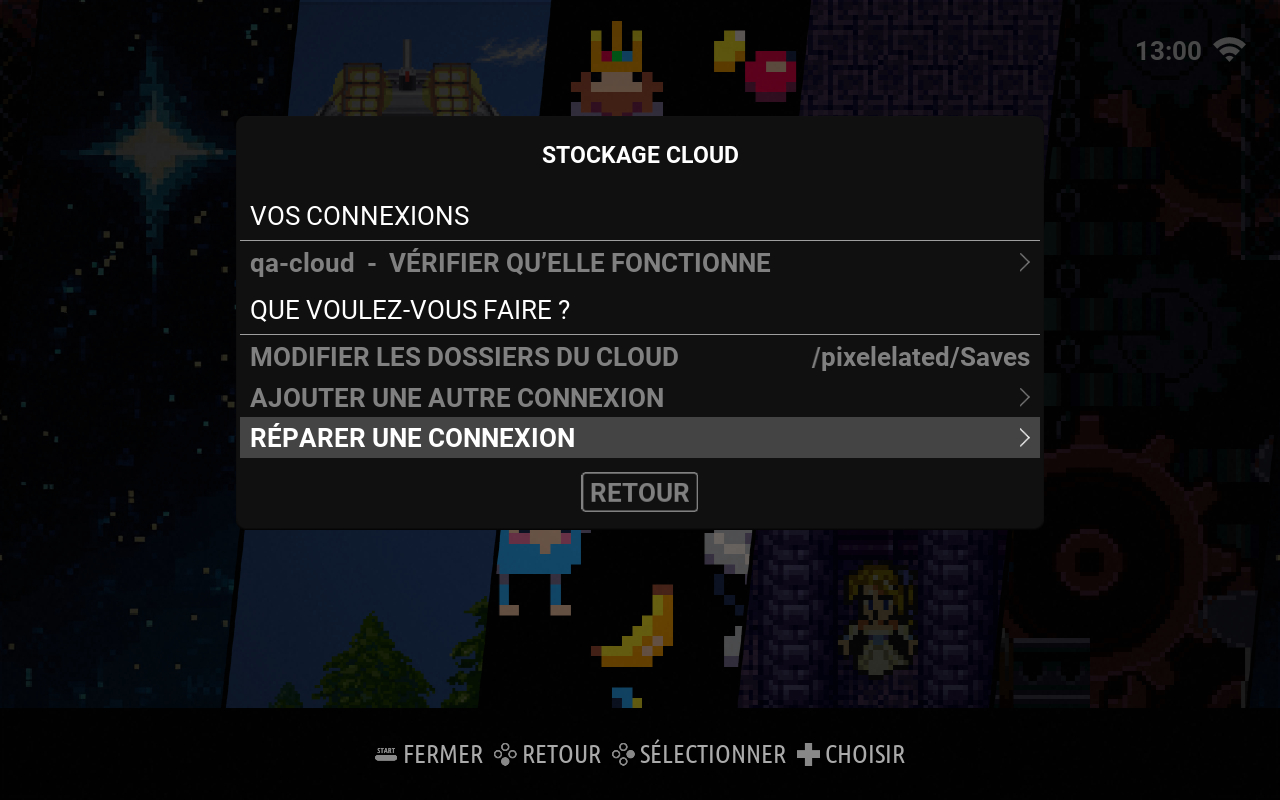 13:00
STOCKAGE CLOUD
VOS CONNEXIONS
qa-cloud - VÉRIFIER QU’ELLE FONCTIONNE
QUE VOULEZ-VOUS FAIRE ?
MODIFIER LES DOSSIERS DU CLOUD /pixelelated/Saves
AJOUTER UNE AUTRE CONNEXION
RÉPARER UNE CONNEXION
RETOUR
START FERMER RETOUR SÉLECTIONNER CHOISIR